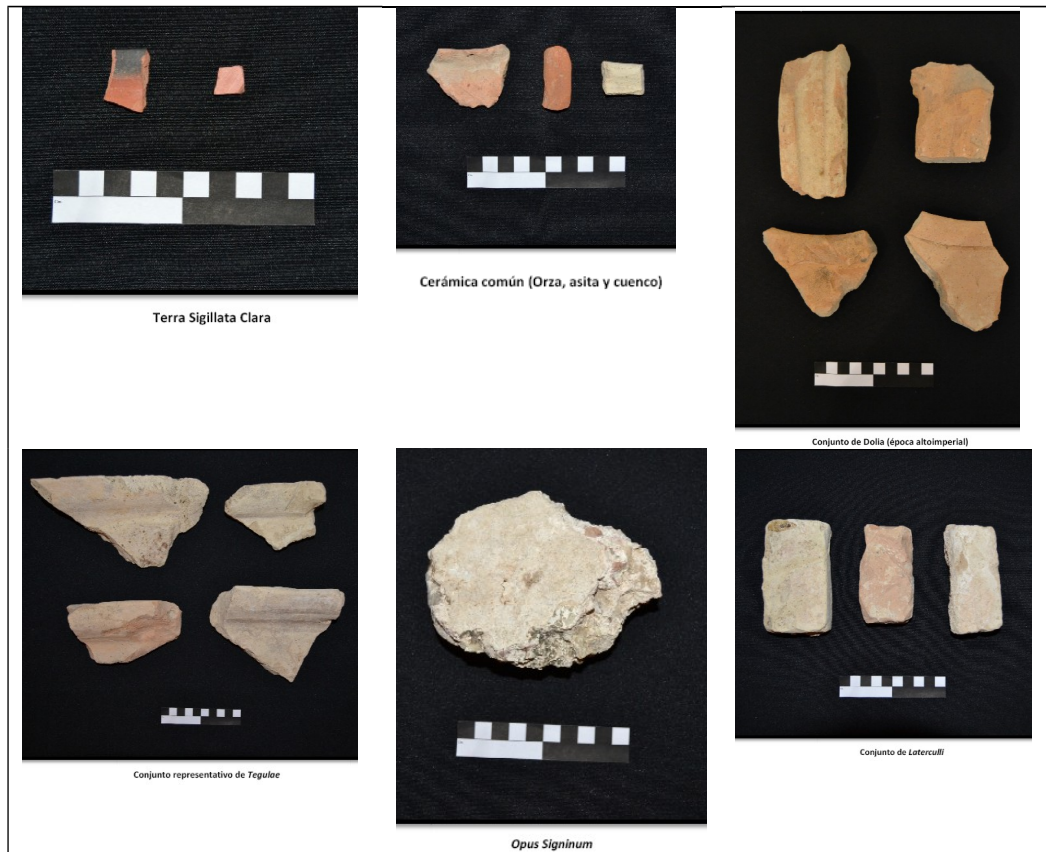 Terra Sigillata Clara
Cerámica común (Orza, asita y cuenco)
Conjunto de Dolia (época altoimperial)
Conjunto representativo de Tegulae
Opus Signinum
Conjunto de Laterculli